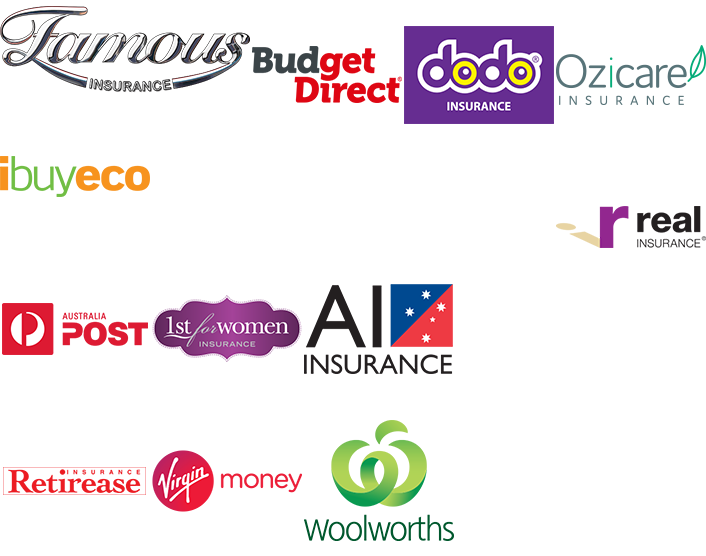 Famous
INSURANCE
Budget
Direct®
dodo®
INSURANCE
Ozicare
INSURANCE
ibuyeco
real
INSURANCE®
AUSTRALIA
POST
1st for women
INSURANCE
AI
INSURANCE
INSURANCE
Retirease
Virgin money
Woolworths